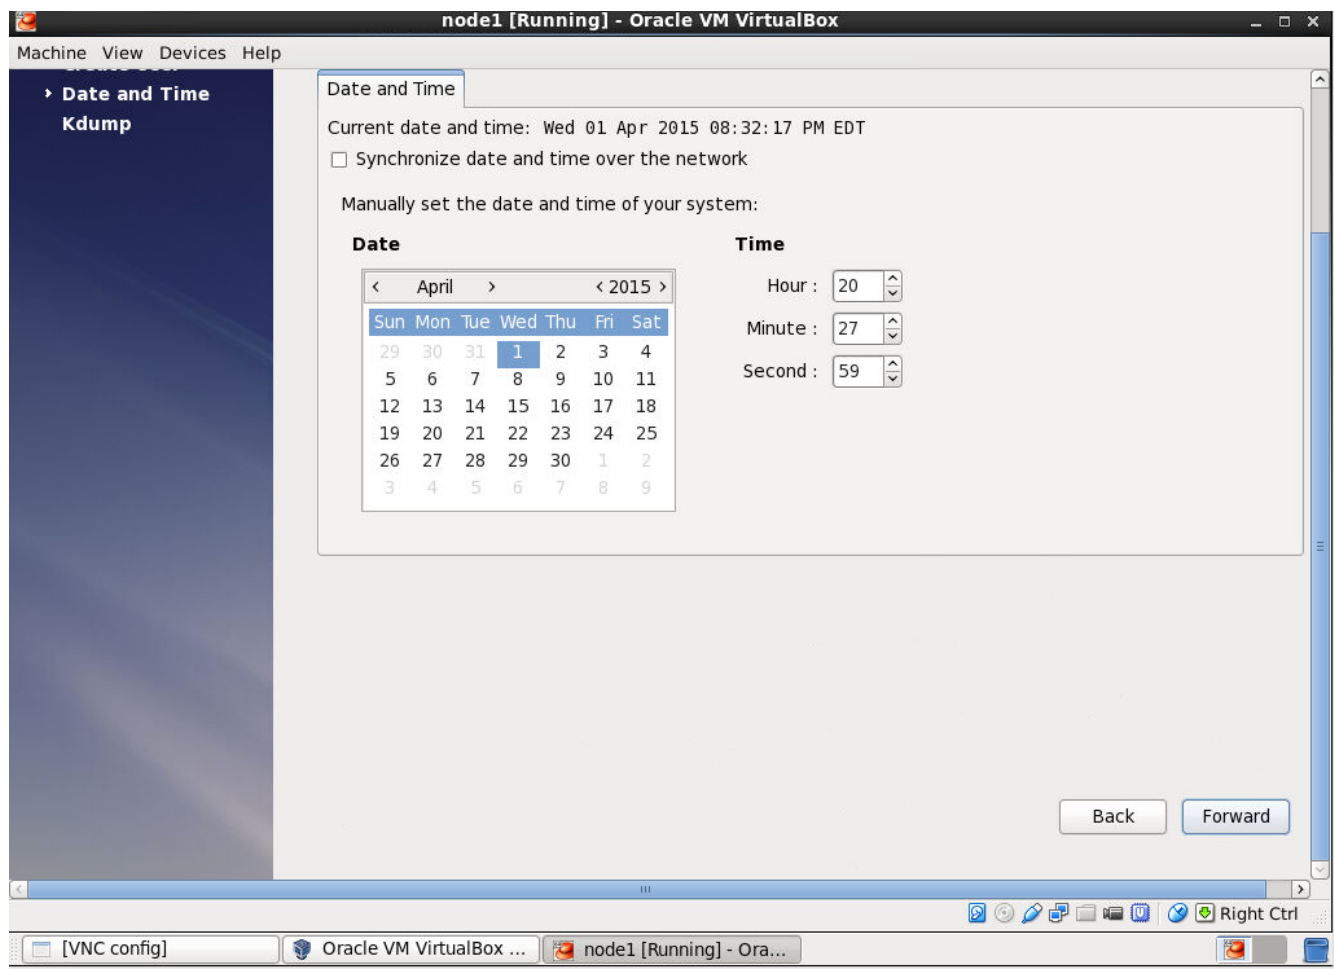 node1 [Running] - Oracle VM VirtualBox
Machine View Devices Help
Date and Time
Kdump
Date and Time
Current date and time: Wed 01 Apr 2015 08:32:17 PM EDT
Synchronize date and time over the network
Manually set the date and time of your system:
Date
April 2015
Sun Mon Tue Wed Thu Fri Sat
29 30 31 1 2 3 4
5 6 7 8 9 10 11
12 13 14 15 16 17 18
19 20 21 22 23 24 25
26 27 28 29 30 1 2
3 4 5 6 7 8 9
Time
Hour : 20
Minute : 27
Second : 59
Back Forward
Right Ctrl
[VNC config] Oracle VM VirtualBox ... node1 [Running] - Ora...